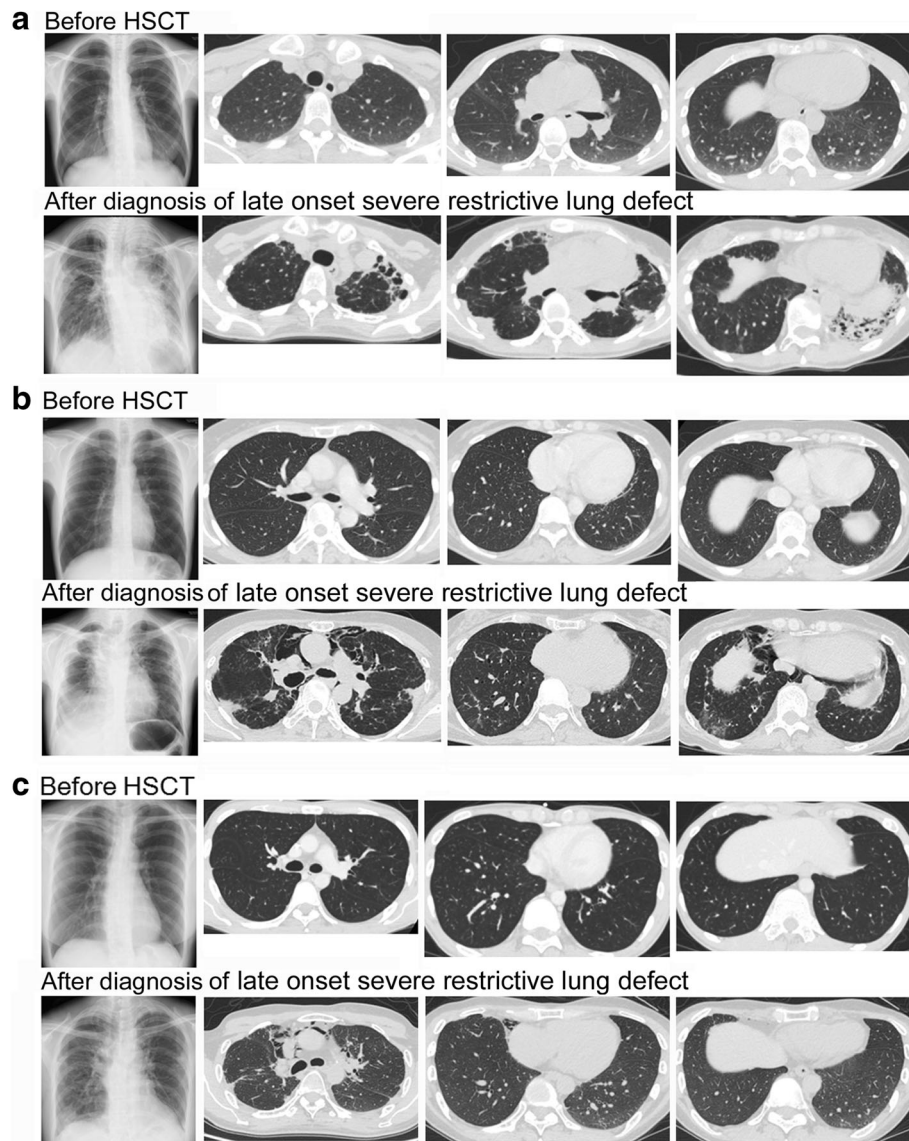 a Before HSCT
After diagnosis of late onset severe restrictive lung defect
b Before HSCT
After diagnosis of late onset severe restrictive lung defect
c Before HSCT
After diagnosis of late onset severe restrictive lung defect